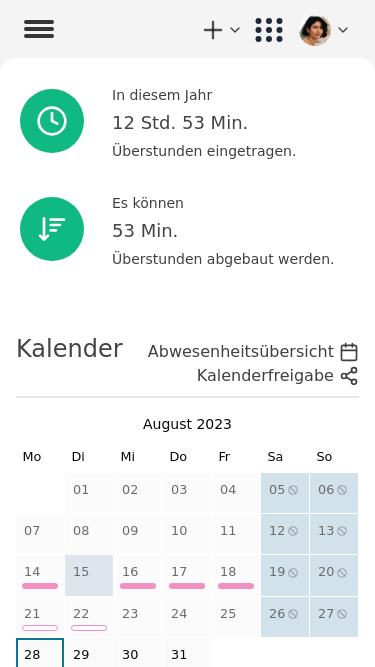 In diesem Jahr
12 Std. 53 Min.
Überstunden eingetragen.
Es können
53 Min.
Überstunden abgebaut werden.
Kalender
Abwesenheitsübersicht
Kalenderfreigabe
August 2023
Mo Di Mi Do Fr Sa So
01 02 03 04 05 06
07 08 09 10 11 12 13
14 15 16 17 18 19 20
21 22 23 24 25 26 27
28 29 30 31